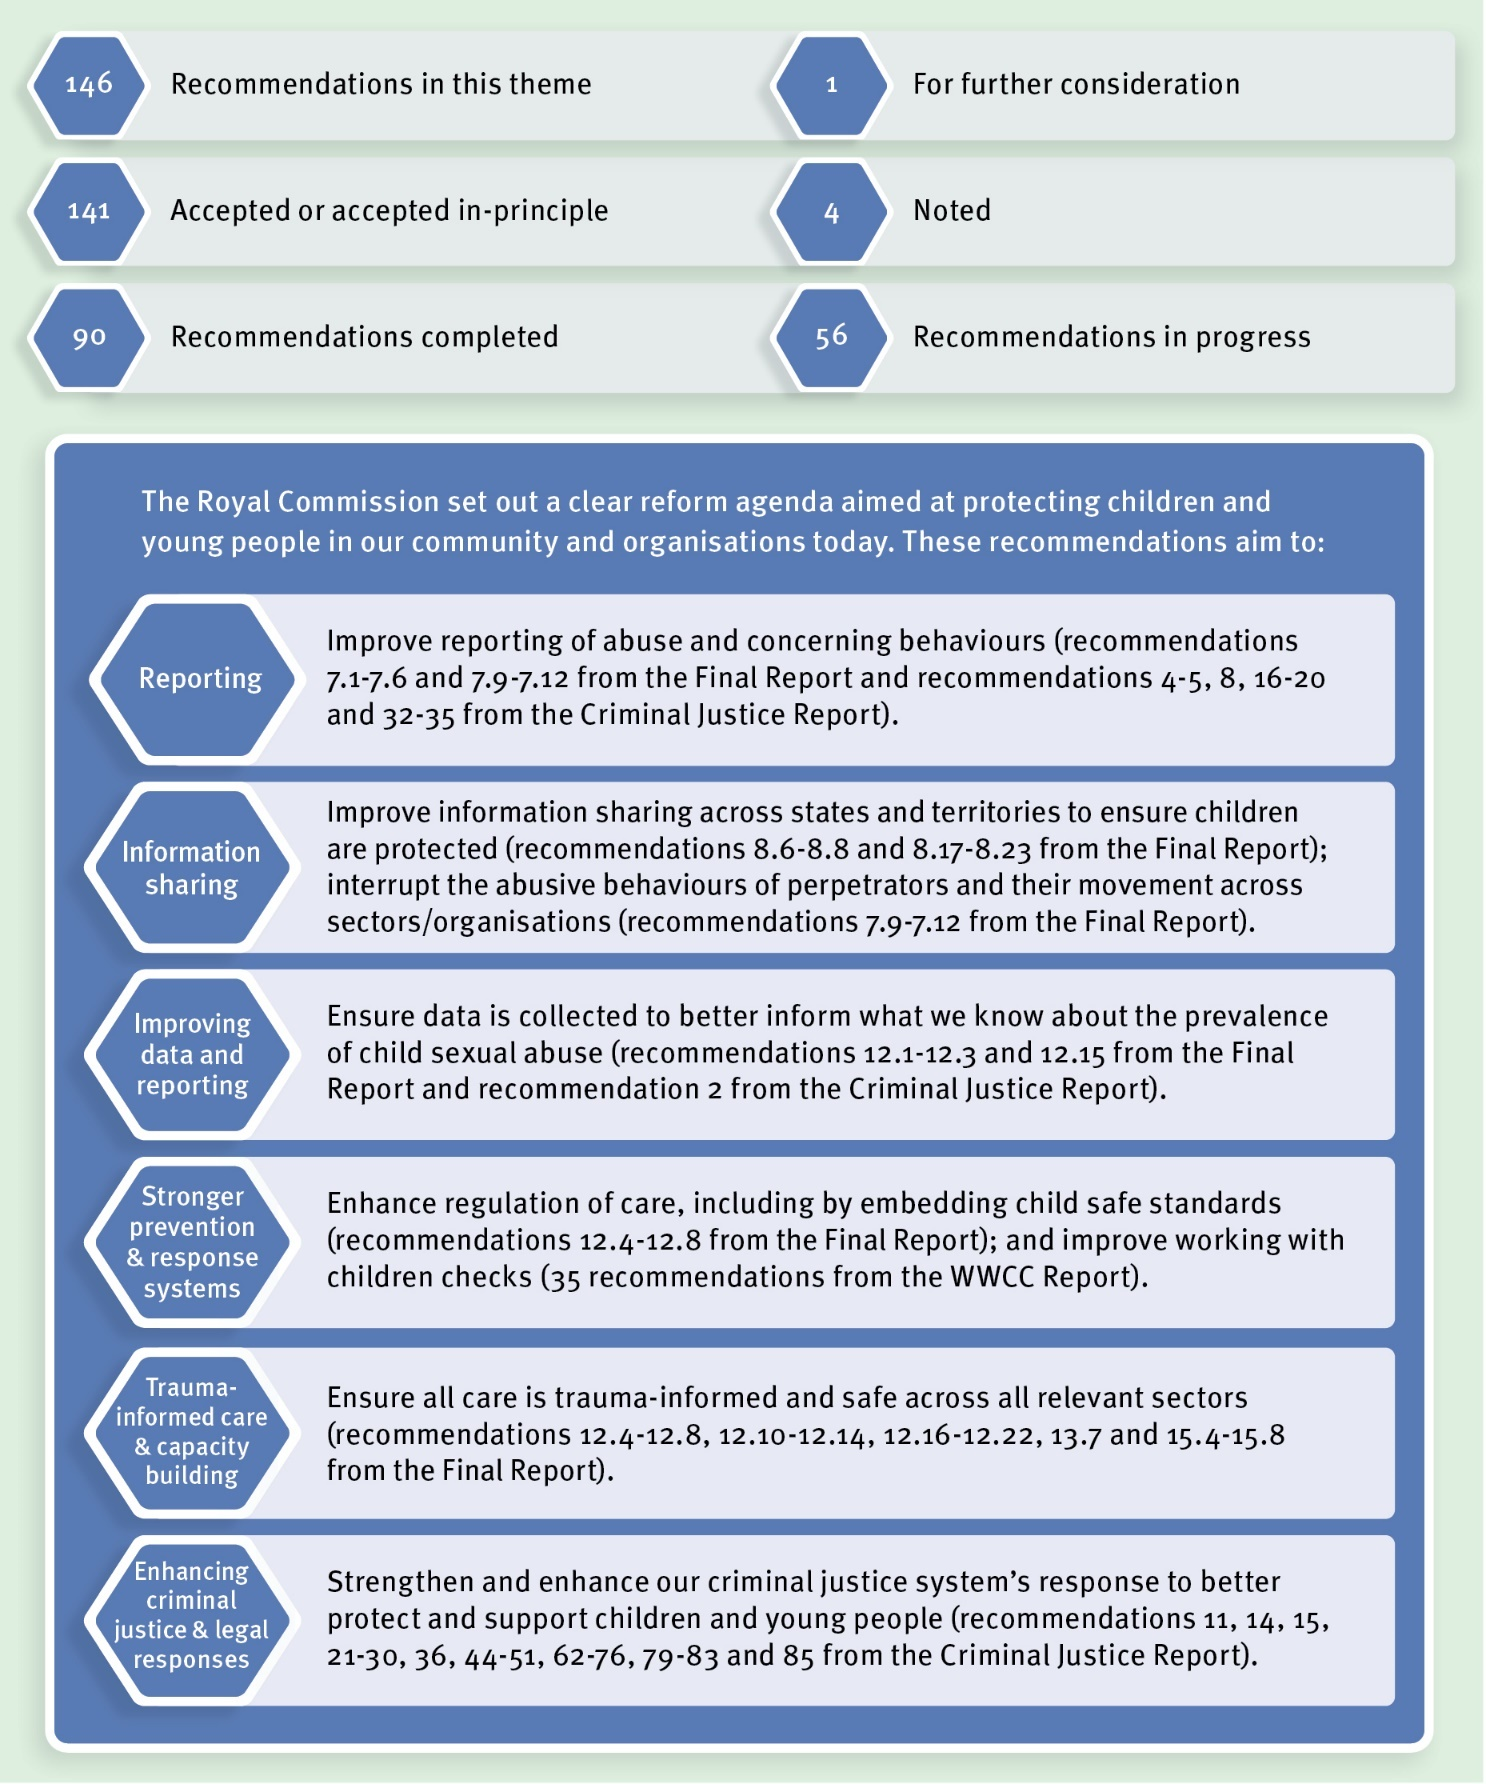 146 Recommendations in this theme
1 For further consideration
141 Accepted or accepted in-principle
4 Noted
90 Recommendations completed
56 Recommendations in progress
The Royal Commission set out a clear reform agenda aimed at protecting children and
young people in our community and organisations today. These recommendations aim to:
Reporting
Improve reporting of abuse and concerning behaviours (recommendations
7.1-7.6 and 7.9-7.12 from the Final Report and recommendations 4-5, 8, 16-20
and 32-35 from the Criminal Justice Report).
Information
sharing
Improve information sharing across states and territories to ensure children
are protected (recommendations 8.6-8.8 and 8.17-8.23 from the Final Report);
interrupt the abusive behaviours of perpetrators and their movement across
sectors/organisations (recommendations 7.9-7.12 from the Final Report).
Improving
data and
reporting
Ensure data is collected to better inform what we know about the prevalence
of child sexual abuse (recommendations 12.1-12.3 and 12.15 from the Final
Report and recommendation 2 from the Criminal Justice Report).
Stronger
prevention
& response
systems
Enhance regulation of care, including by embedding child safe standards
(recommendations 12.4-12.8 from the Final Report); and improve working with
children checks (35 recommendations from the WWCC Report).
Trauma-
informed care
& capacity
building
Ensure all care is trauma-informed and safe across all relevant sectors
(recommendations 12.4-12.8, 12.10-12.14, 12.16-12.22, 13.7 and 15.4-15.8
from the Final Report).
Enhancing
criminal
justice & legal
responses
Strengthen and enhance our criminal justice system’s response to better
protect and support children and young people (recommendations 11, 14, 15,
21-30, 36, 44-51, 62-76, 79-83 and 85 from the Criminal Justice Report).